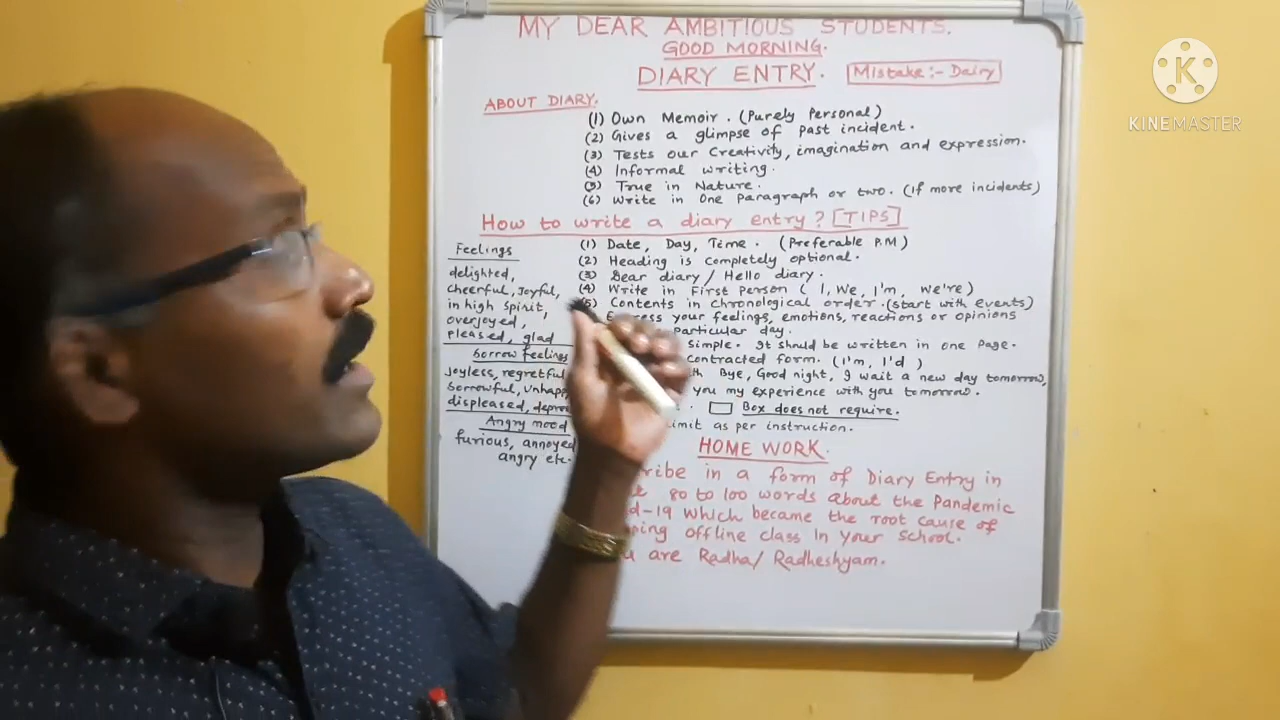 MY DEAR AMBITIOUS STUDENTS.
GOOD MORNING.
DIARY ENTRY. Mistake:- Dairy
ABOUT DIARY.
(1) Own Memoir. (Purely Personal)
(2) Gives a glimpse of past incident.
(3) Tests our Creativity, imagination and expression.
(4) Informal writing.
(5) True in Nature.
(6) Write in One Paragraph or two. (If more incidents)
How to write a diary entry? [TIPS]
(1) Date, Day, Time. (Preferable P.M)
(2) Heading is completely optional.
(3) Dear diary / Hello diary.
(4) Write in First Person ( I, We, I'm, We're)
(5) Contents in Chronological order. (Start with events)
your feelings, emotions, reactions or opinions
particular day.
simple. It should be written in one page.
contracted form. (I'm, I'd )
Bye, Good night, I wait a new day tomorrow,
you my experience with you tomorrow.
Box does not require.
as per instruction.
Feelings
delighted,
cheerful, Joyful,
in high spirit,
overjoyed,
pleased, glad
Sorrow feelings
Joyless, regretful
Sorrowful,
displeased,
Angry mood
furious, annoyed
angry etc.
HOME WORK.
in a form of Diary Entry in
80 to 100 words about the Pandemic
which became the root cause of
offline class In your School.
are Radha/ Radheshyam.
K
KINEMASTER